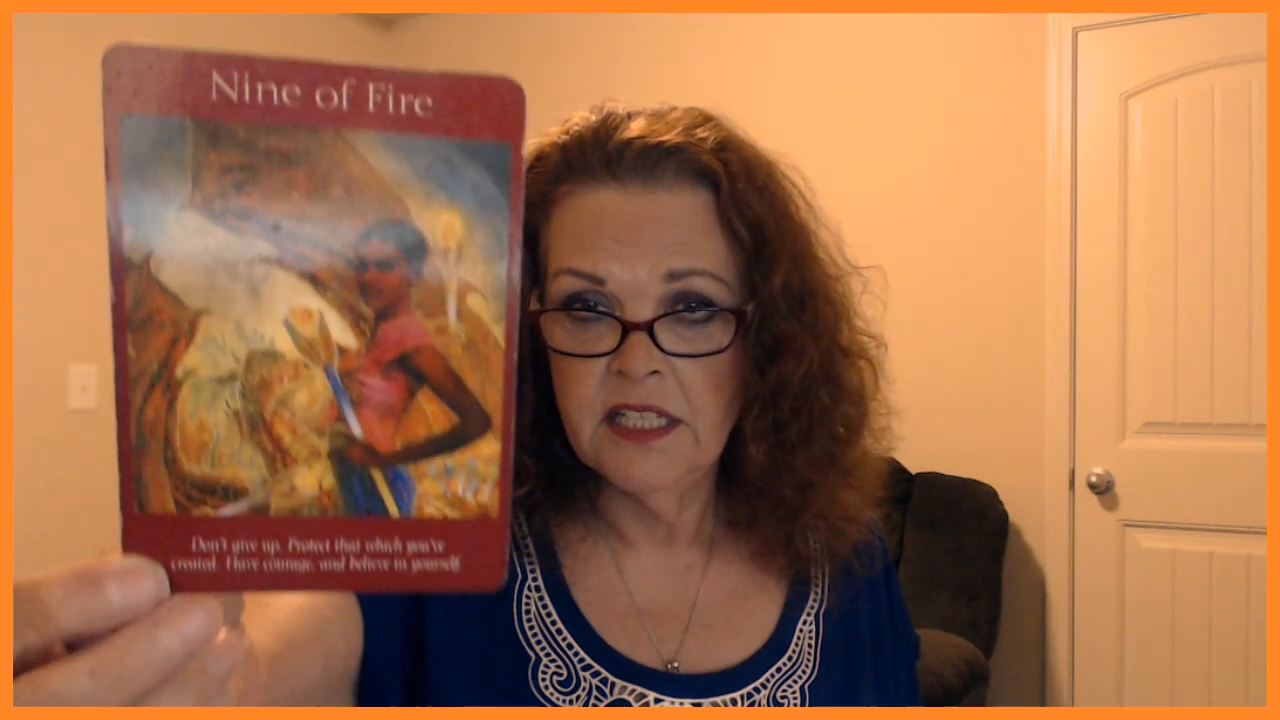 Nine of Fire
Don't give up. Protect that which you've
created. Have courage, and believe in yourself.